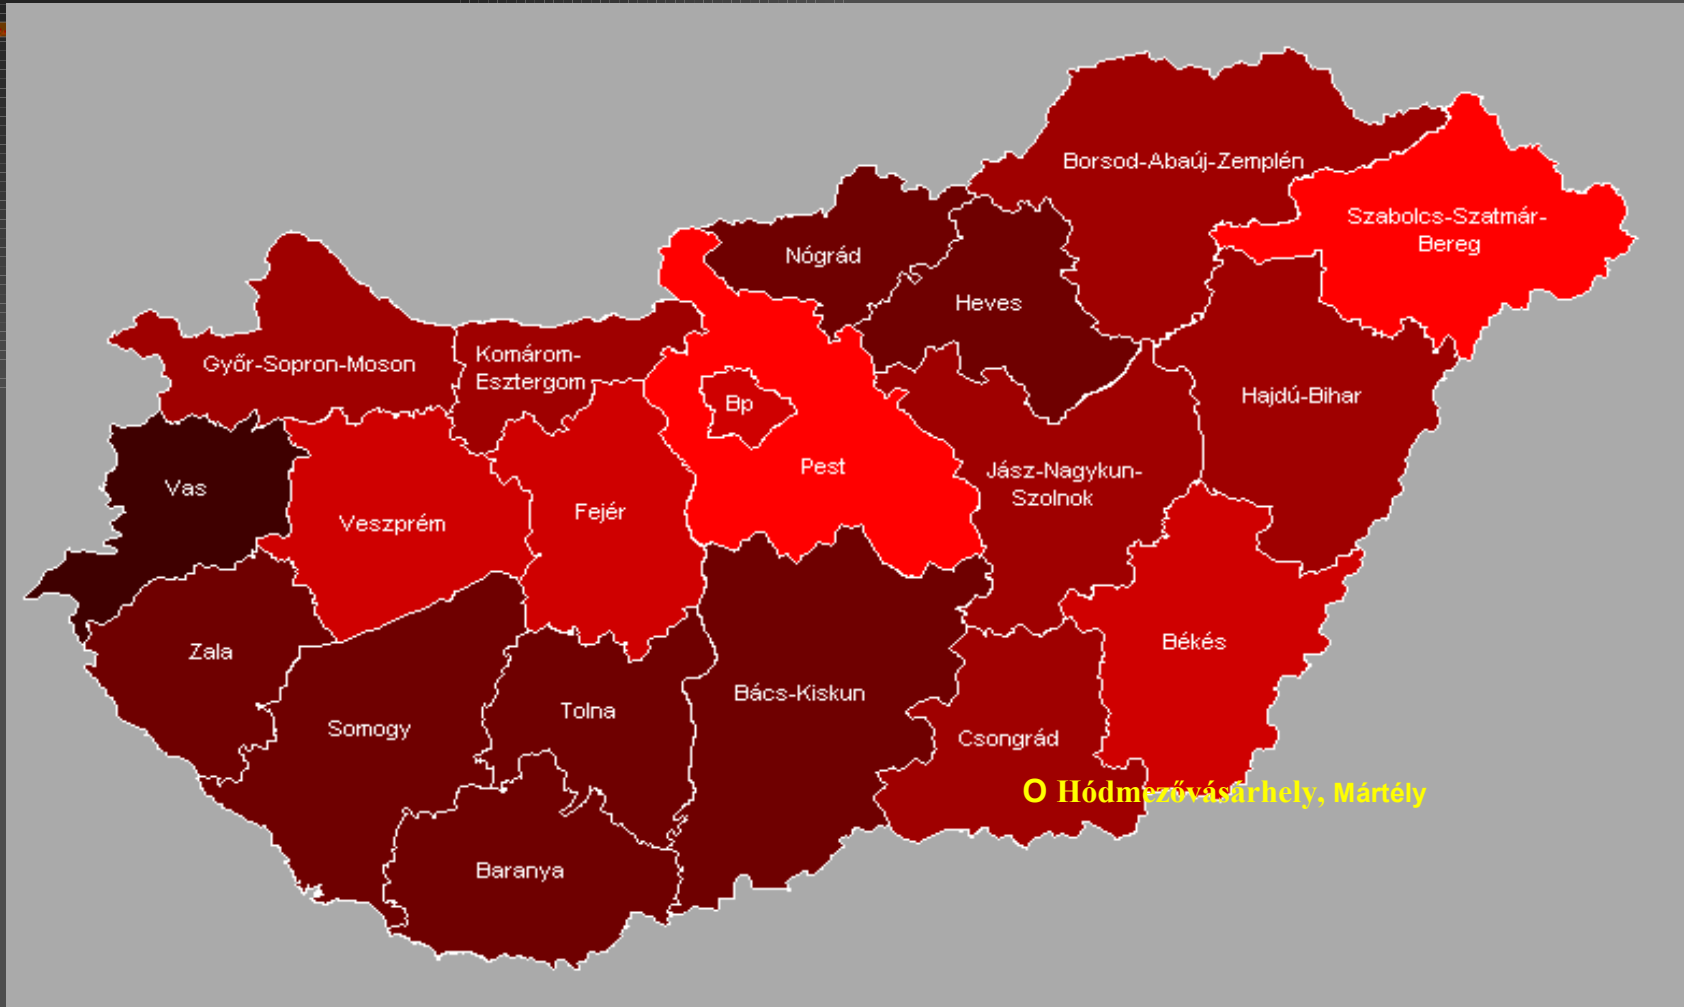 Borsod-Abaúj-Zemplén
Szabolcs-Szatmár-
Bereg
Nógrád
Heves
Győr-Sopron-Moson
Komárom-
Esztergom
Hajdú-Bihar
Bp
Pest
Jász-Nagykun-
Szolnok
Vas
Veszprém
Fejér
Békés
Zala
Somogy
Tolna
Bács-Kiskun
Csongrád
O Hódmezővásárhely, Mártély
Baranya